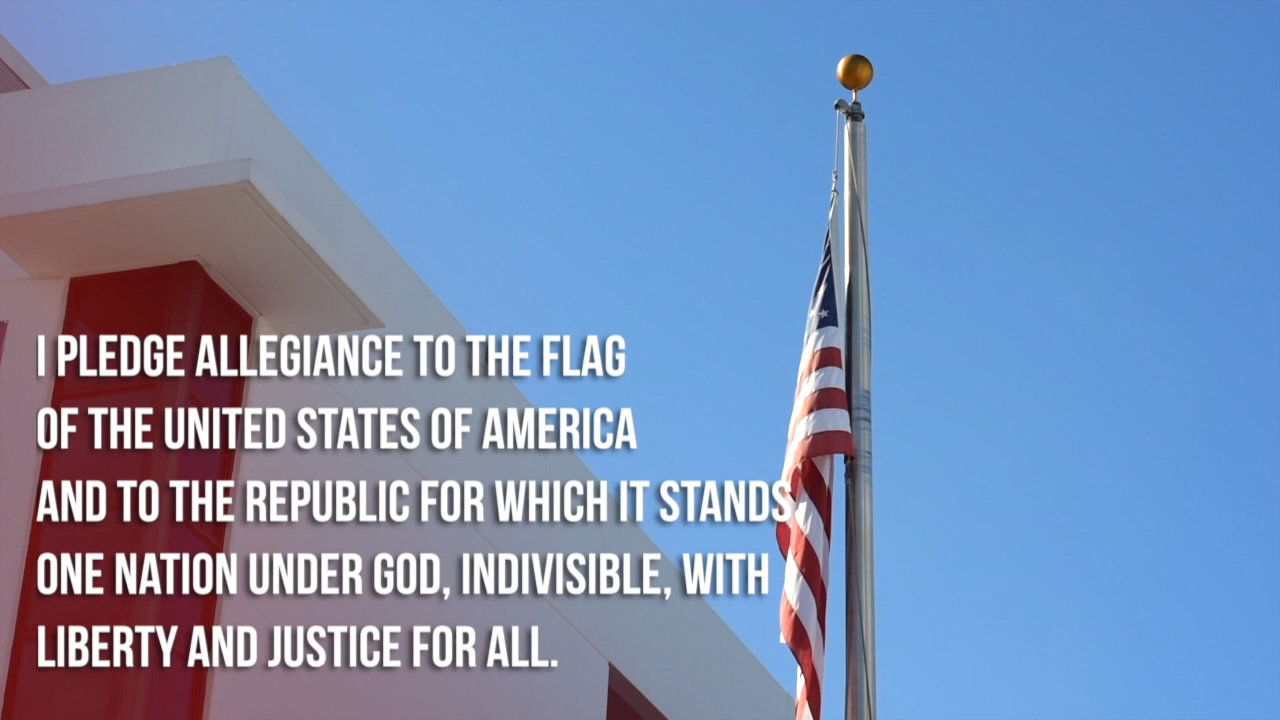 I PLEDGE ALLEGIANCE TO THE FLAG
OF THE UNITED STATES OF AMERICA
AND TO THE REPUBLIC FOR WHICH IT STANDS,
ONE NATION UNDER GOD, INDIVISIBLE, WITH
LIBERTY AND JUSTICE FOR ALL.